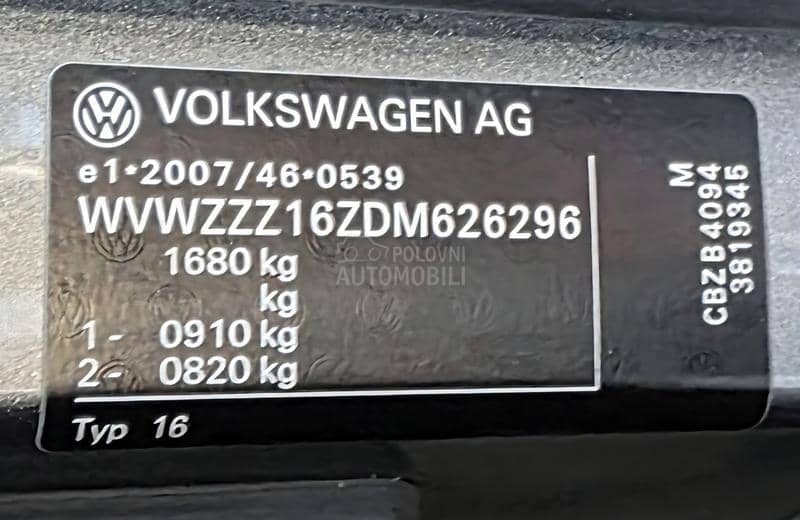 VOLKSWAGEN AG
e1*2007/46*0539
WVWZZZ16ZDM626296
1680 kg
kg
1- 0910 kg
2- 0820 kg
Typ 16
M
CBZB4094
3819345
POLOVNI
AUTOMOBILI